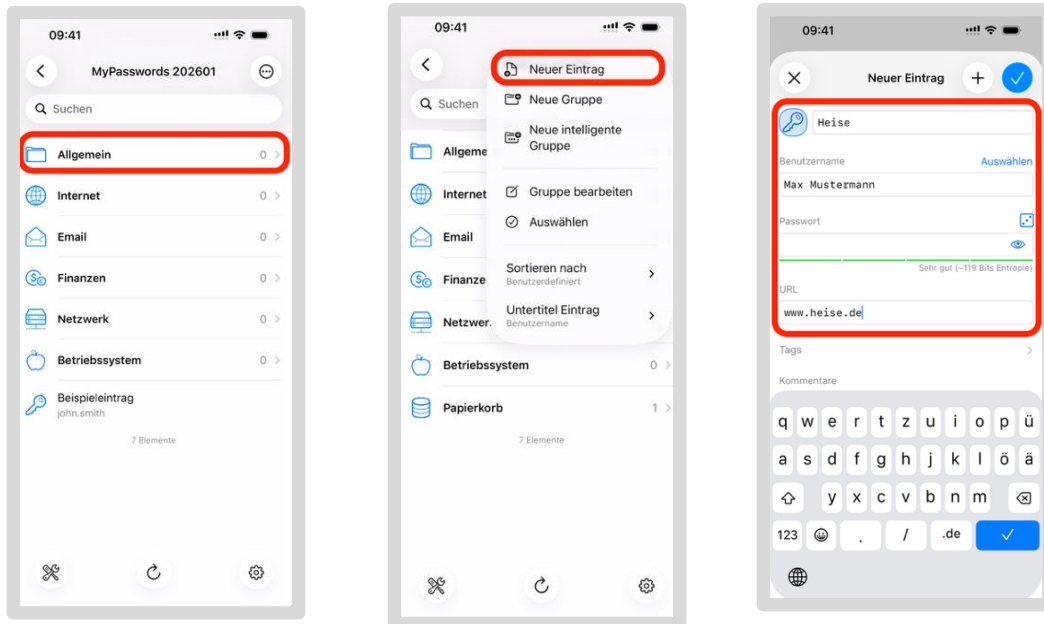 09:41
MyPasswords 202601
Suchen
Allgemein 0
Internet 0
Email 0
Finanzen 0
Netzwerk 0
Betriebssystem 0
Beispieleintrag
john.smith
7 Elemente
09:41
Neuer Eintrag
Neue Gruppe
Neue intelligente
Gruppe
Gruppe bearbeiten
Auswählen
Sortieren nach
Benutzerdefiniert
Untertitel Eintrag
Benutzername
Suchen
Allgeme
Internet
Email
Finanze
Netzwer
Betriebssystem 0
Papierkorb 1
7 Elemente
09:41
Neuer Eintrag
Heise
Benutzername Auswählen
Max Mustermann
Passwort
Sehr gut (~119 Bits Entropie)
URL
www.heise.de
Tags
Kommentare
q w e r t z u i o p ü
a s d f g h j k l ö ä
y x c v b n m
123 . / .de